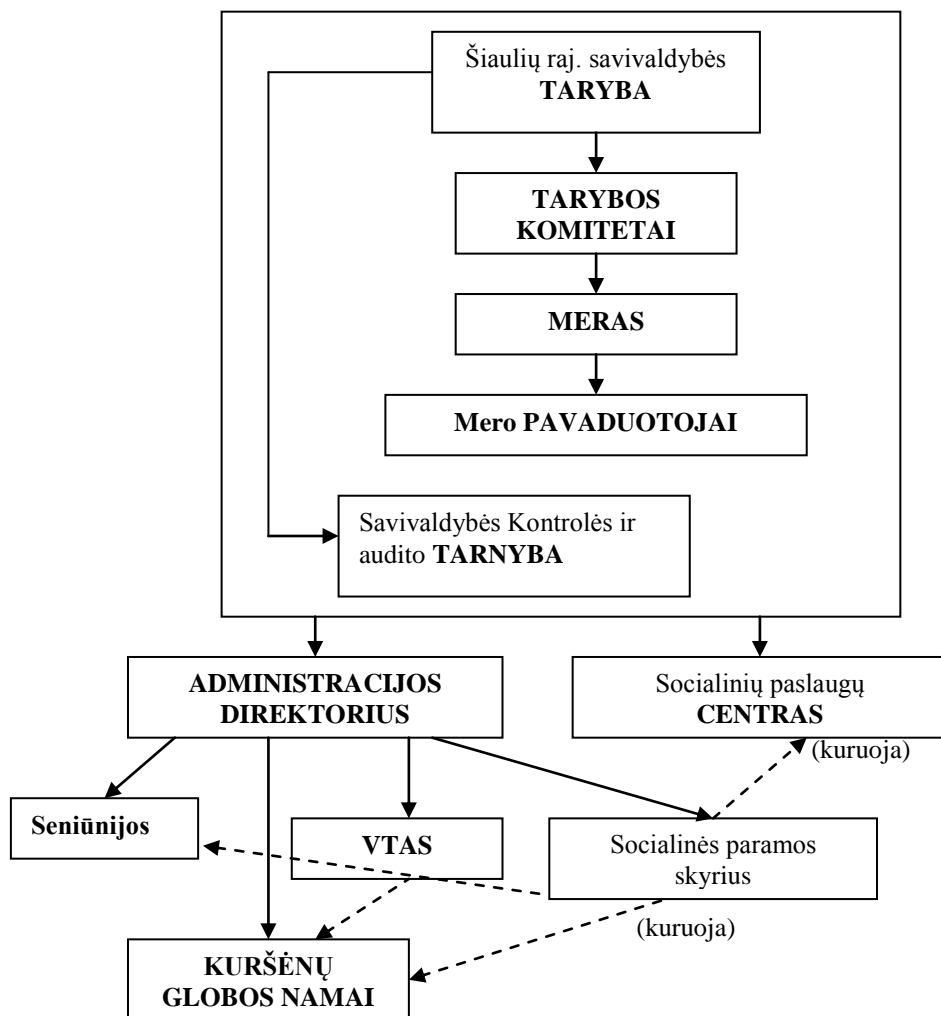 Šiaulių raj. savivaldybės
TARYBA
TARYBOS
KOMITETAI
MERAS
Mero PAVADUOTOJAI
Savivaldybės Kontrolės ir
audito TARNYBA
ADMINISTRACIJOS
DIREKTORIUS
Socialinių paslaugų
CENTRAS
(kuruoja)
Seniūnijos
VTAS
Socialinės paramos
skyrius
(kuruoja)
KURŠĖNŲ
GLOBOS NAMAI